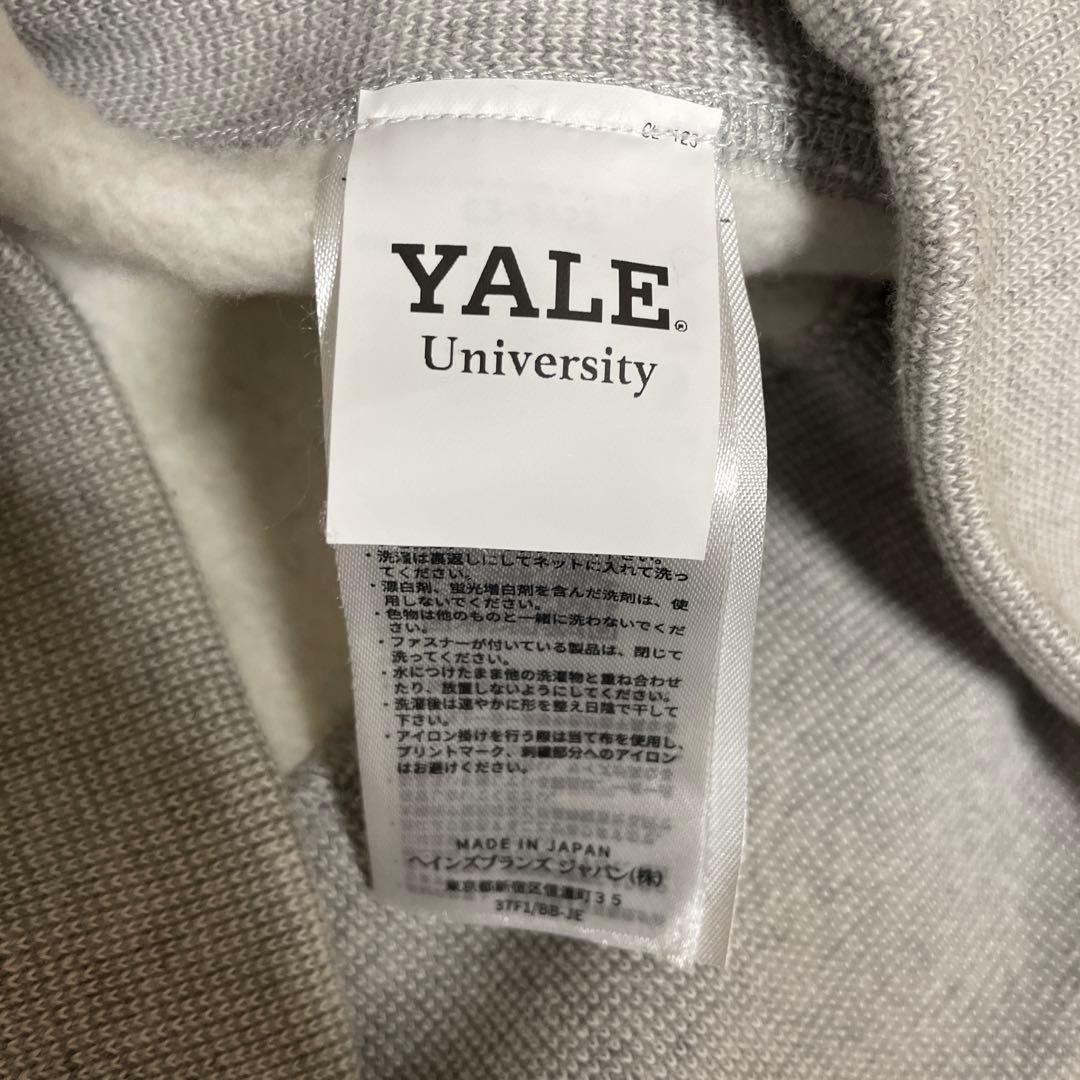 YALE®
University
・洗濯は裏返しにしてネットに入れて洗っ
てください。
・漂白剤、蛍光増白剤を含んだ洗剤は、使
用しないでください。
・色物は他のものと一緒に洗わないでくだ
さい。
・ファスナーが付いている製品は、閉じて
洗ってください。
・水につけたまま他の洗濯物と重ね合わせ
たり、放置しないようにしてください。
・洗濯後は速やかに形を整え日陰で干して
下さい。
・アイロン掛けを行う際は当て布を使用し、
プリントマーク、刺繍部分へのアイロン
はお避けください。
MADE IN JAPAN
ヘインズブランズ ジャパン(株)
東京都新宿区信濃町35
37F1/BB-JE